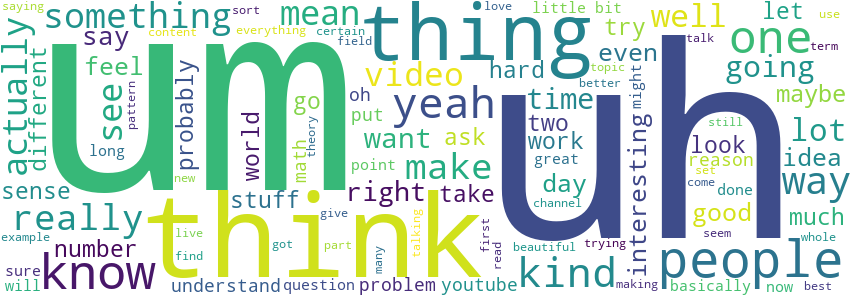 saying
sort
love
little bit
let
use
something
mean
thing
try
well
say
content
everything
certain
field
talk
one
term
actually
different
um
feel
see
pattern
probably
go
oh
video
hard
even
topic
better
might
going
maybe
long
world
math
theory
put
yeah
time
two
uh
still
look
lot
want
ask
work
great
interesting
reason
idea
new
point
make
day
set
come
done
way
sense
stuff
right
take
channel
good
much
really
think
give
talking
first
read
beautiful
trying
seem
whole
example
number
live
find
got
part
many
kind
people
sure
will
know
understand
question
problem
youtube
making
basically
now
best